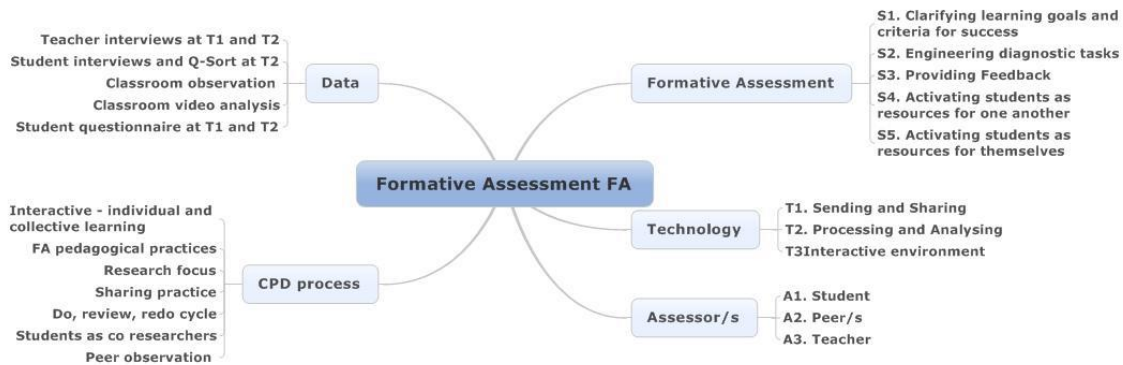 Formative Assessment FA
Data
Teacher interviews at T1 and T2
Student interviews and Q-Sort at T2
Classroom observation
Classroom video analysis
Student questionnaire at T1 and T2
CPD process
Interactive - individual and
collective learning
FA pedagogical practices
Research focus
Sharing practice
Do, review, redo cycle
Students as co researchers
Peer observation
Formative Assessment
S1. Clarifying learning goals and
criteria for success
S2. Engineering diagnostic tasks
S3. Providing Feedback
S4. Activating students as
resources for one another
S5. Activating students as
resources for themselves
Technology
T1. Sending and Sharing
T2. Processing and Analysing
T3Interactive environment
Assessor/s
A1. Student
A2. Peer/s
A3. Teacher